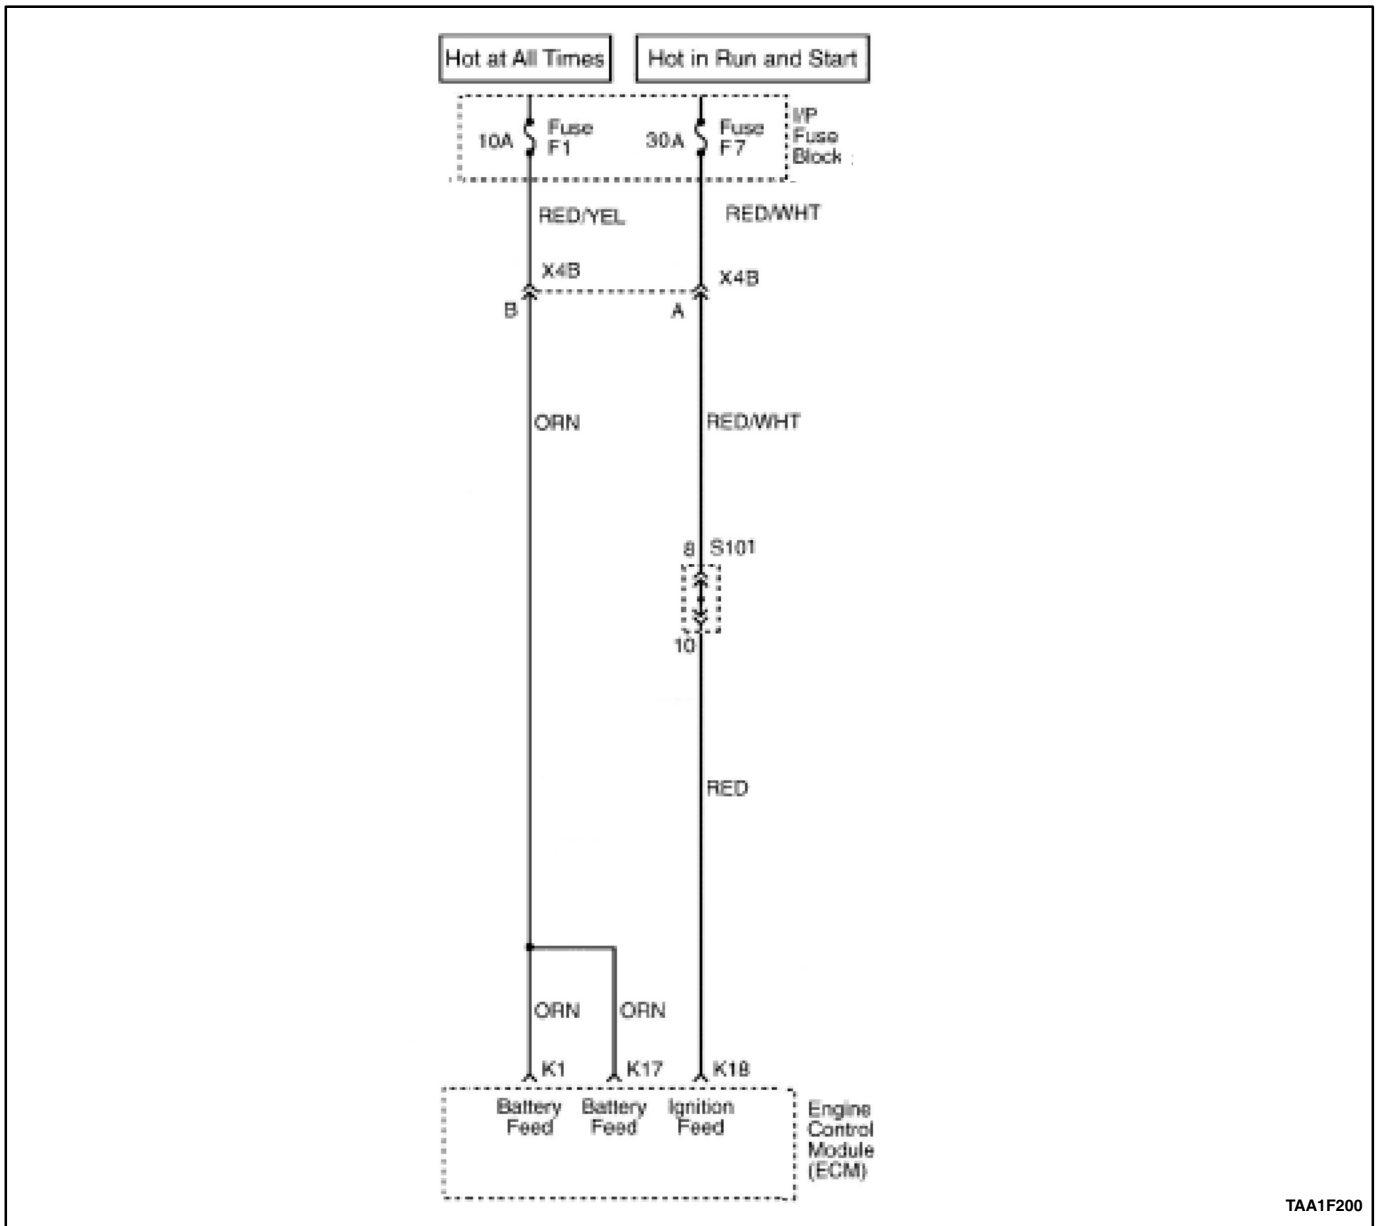 Hot at All Times
Hot in Run and Start
10A
Fuse
F1
30A
Fuse
F7
I/P
Fuse
Block
RED/YEL
RED/WHT
X4B
X4B
B
A
ORN
RED/WHT
8
S101
10
RED
ORN
ORN
K1
K17
K18
Battery
Feed
Battery
Feed
Ignition
Feed
Engine
Control
Module
(ECM)
TAA1F200